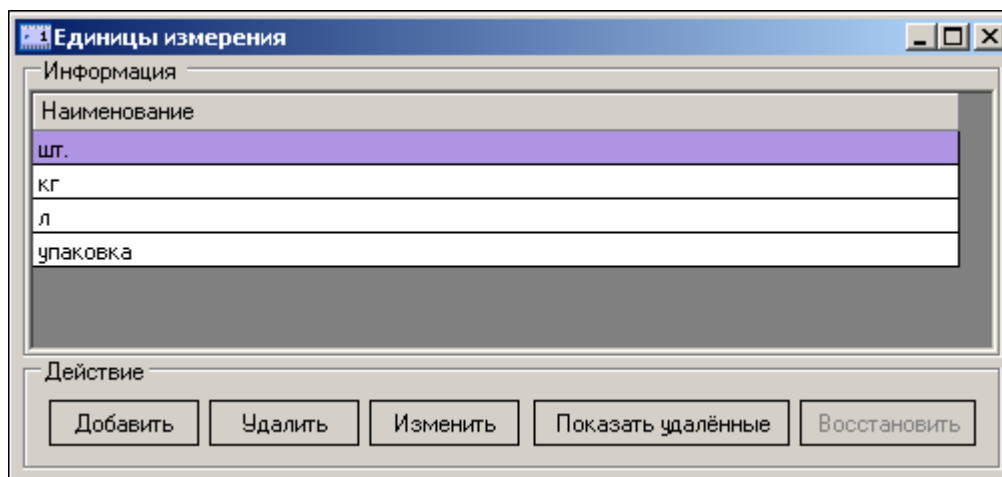 Единицы измерения
Информация
Наименование
шт.
кг
л
упаковка
Действие
Добавить Удалить Изменить Показать удалённые Восстановить